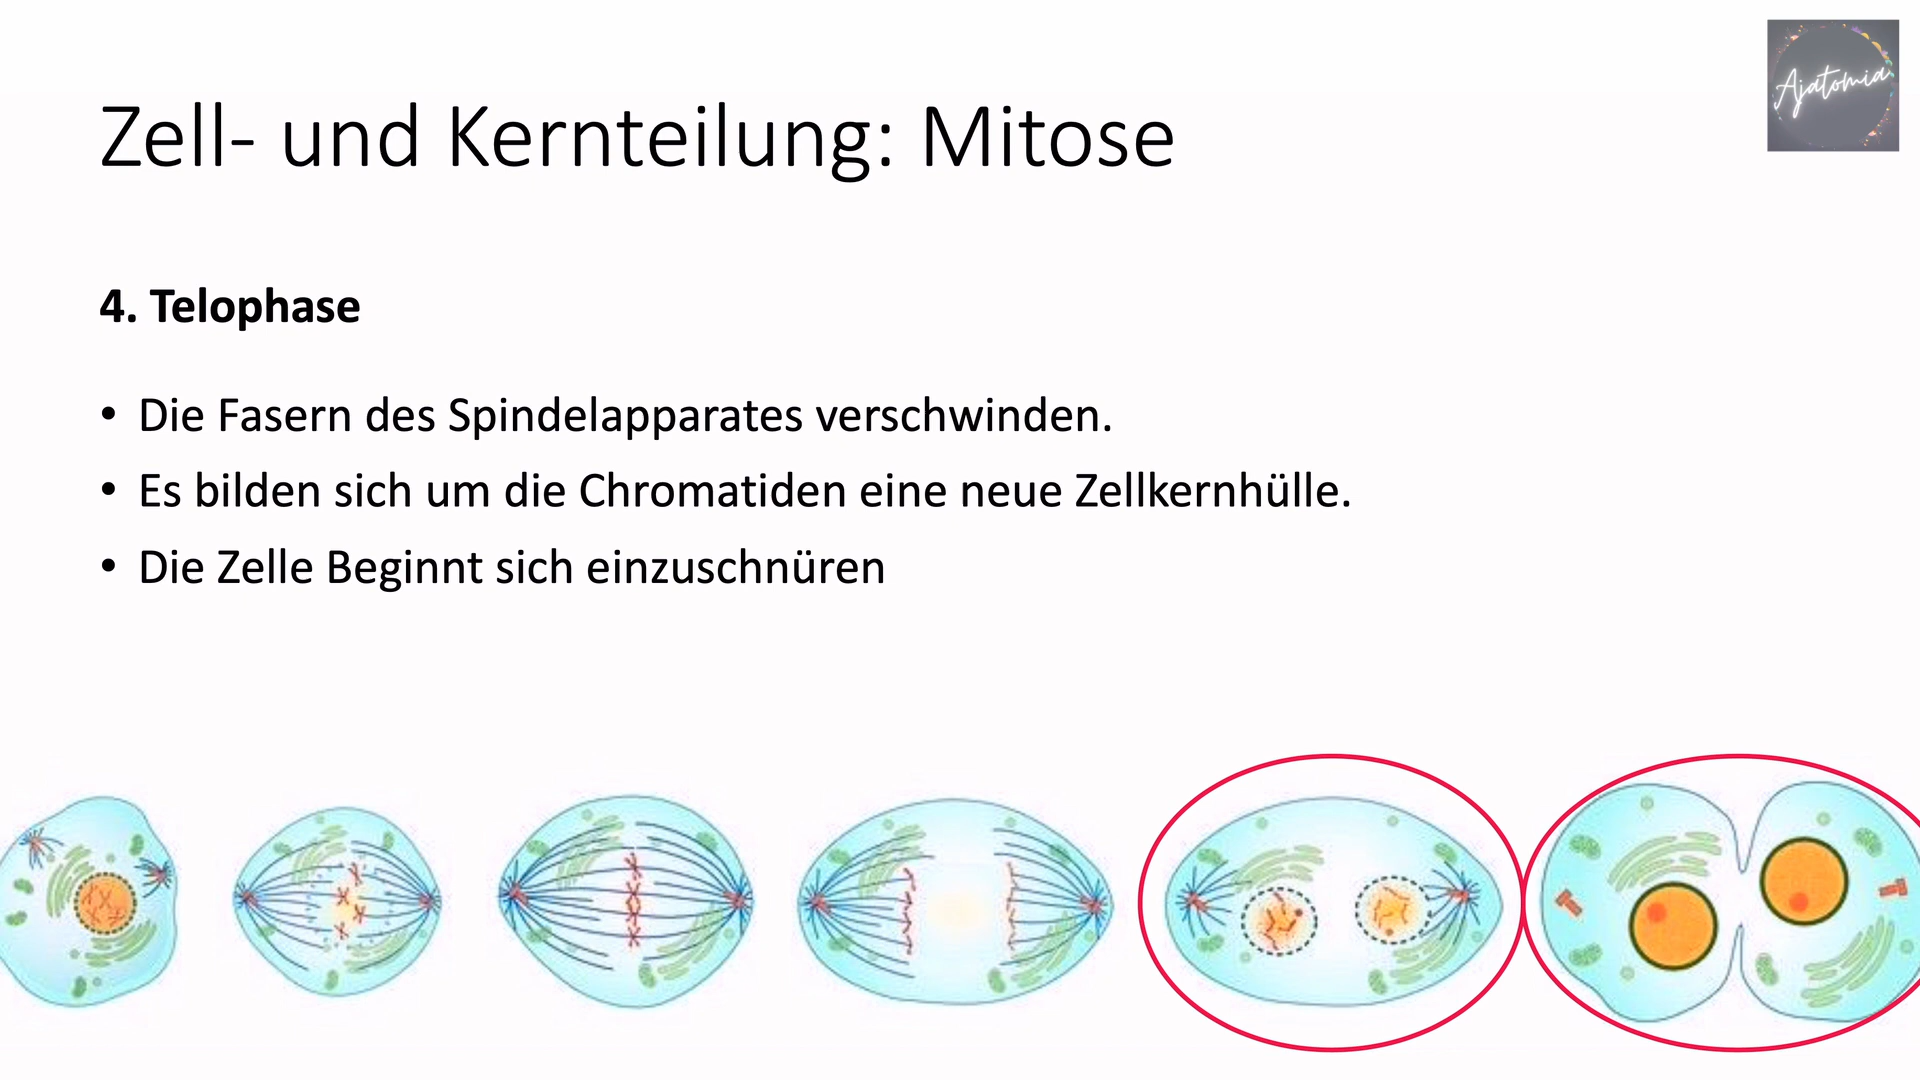 Ajatomia
Zell- und Kernteilung: Mitose
4. Telophase
• Die Fasern des Spindelapparates verschwinden.
• Es bilden sich um die Chromatiden eine neue Zellkernhülle.
• Die Zelle Beginnt sich einzuschnüren